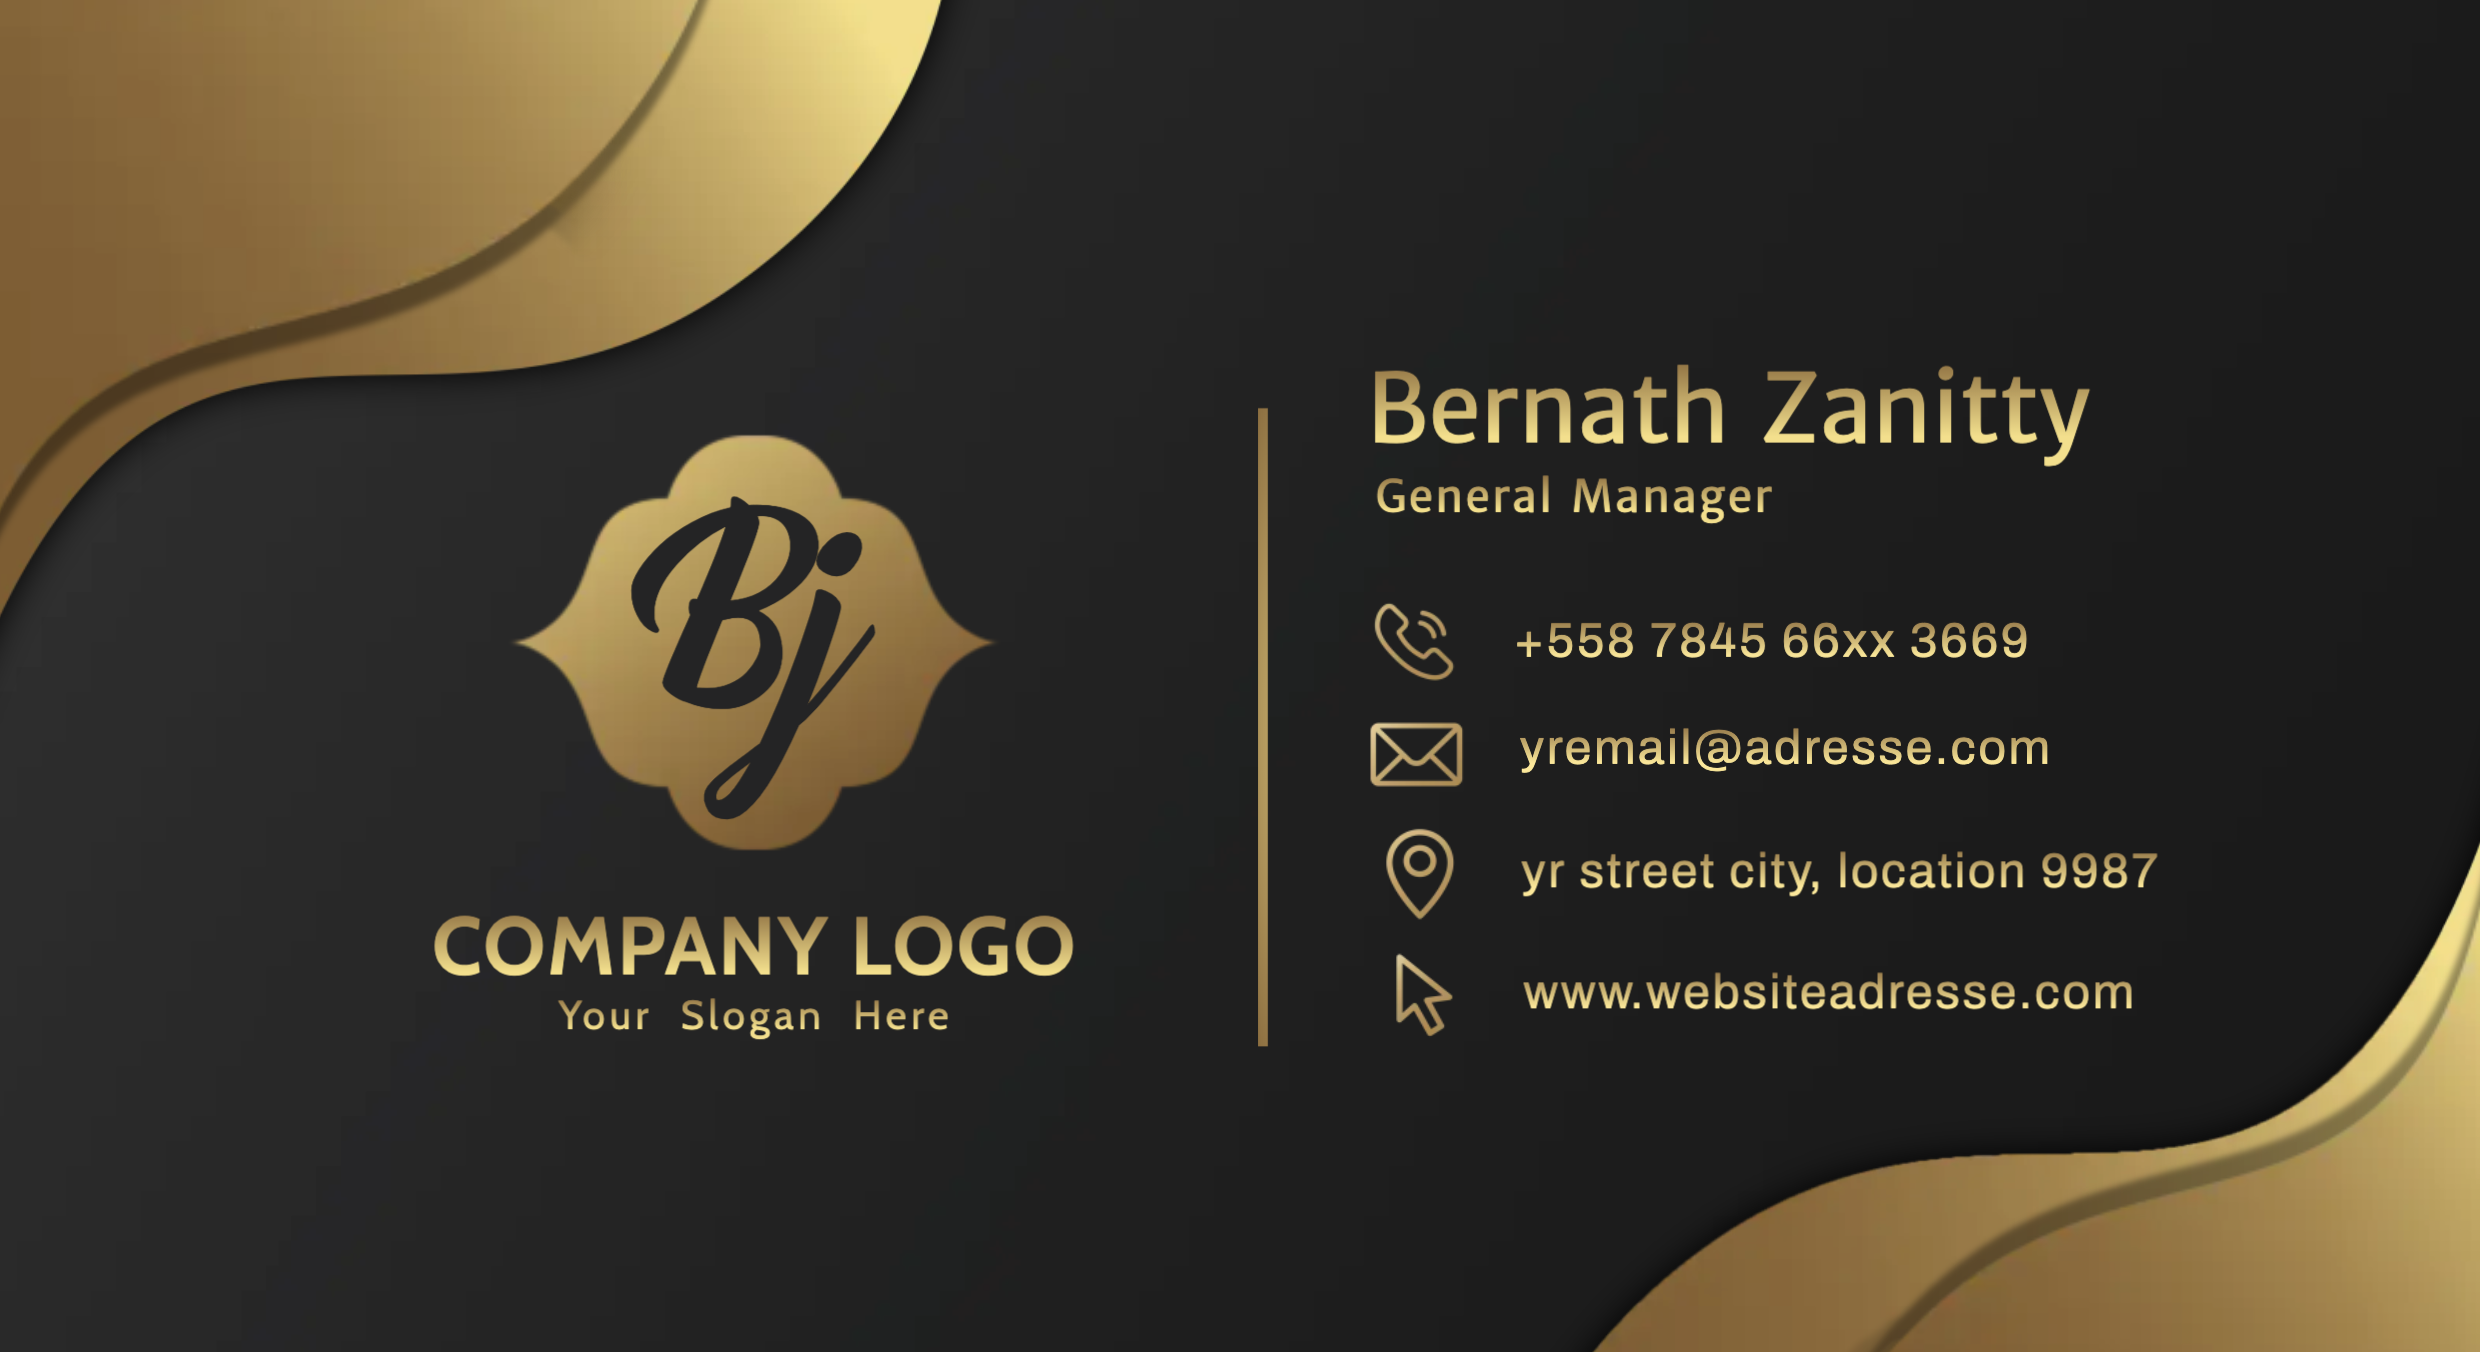 Bj
COMPANY LOGO
Your Slogan Here
Bernath Zanitty
General Manager
+558 7845 66xx 3669
yremail@adresse.com
yr street city, location 9987
www.websiteadresse.com